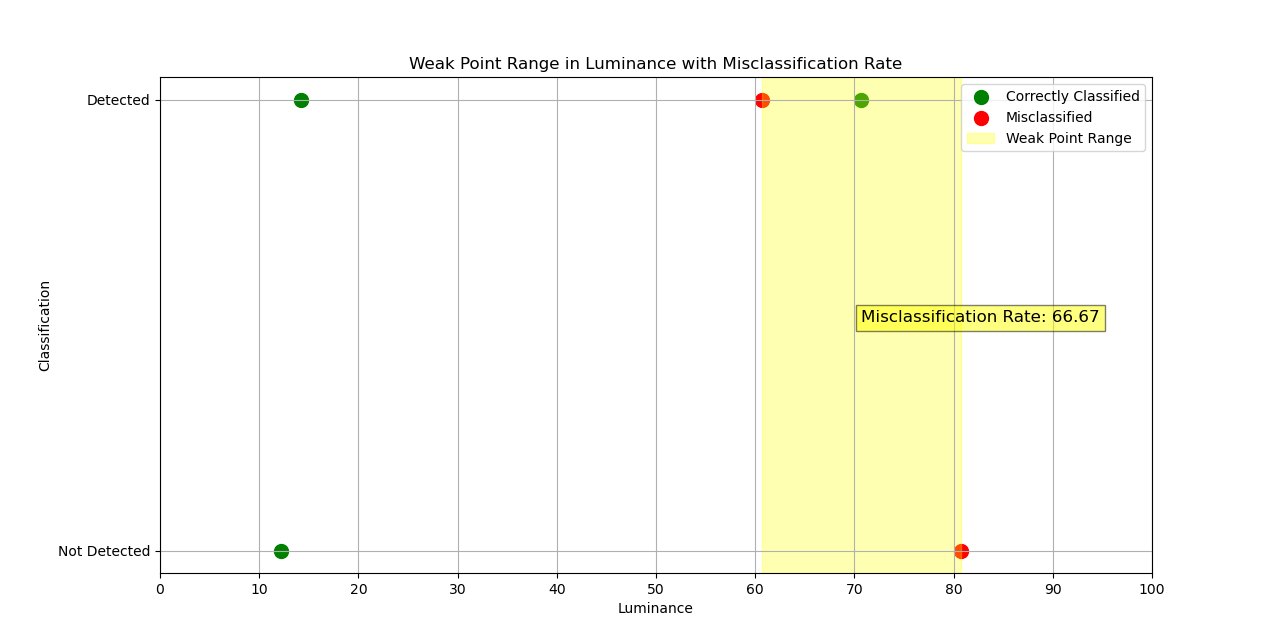 Weak Point Range in Luminance with Misclassification Rate
Detected
Correctly Classified
Misclassified
Weak Point Range
Misclassification Rate: 66.67
Classification
Not Detected
0 10 20 30 40 50 60 70 80 90 100
Luminance